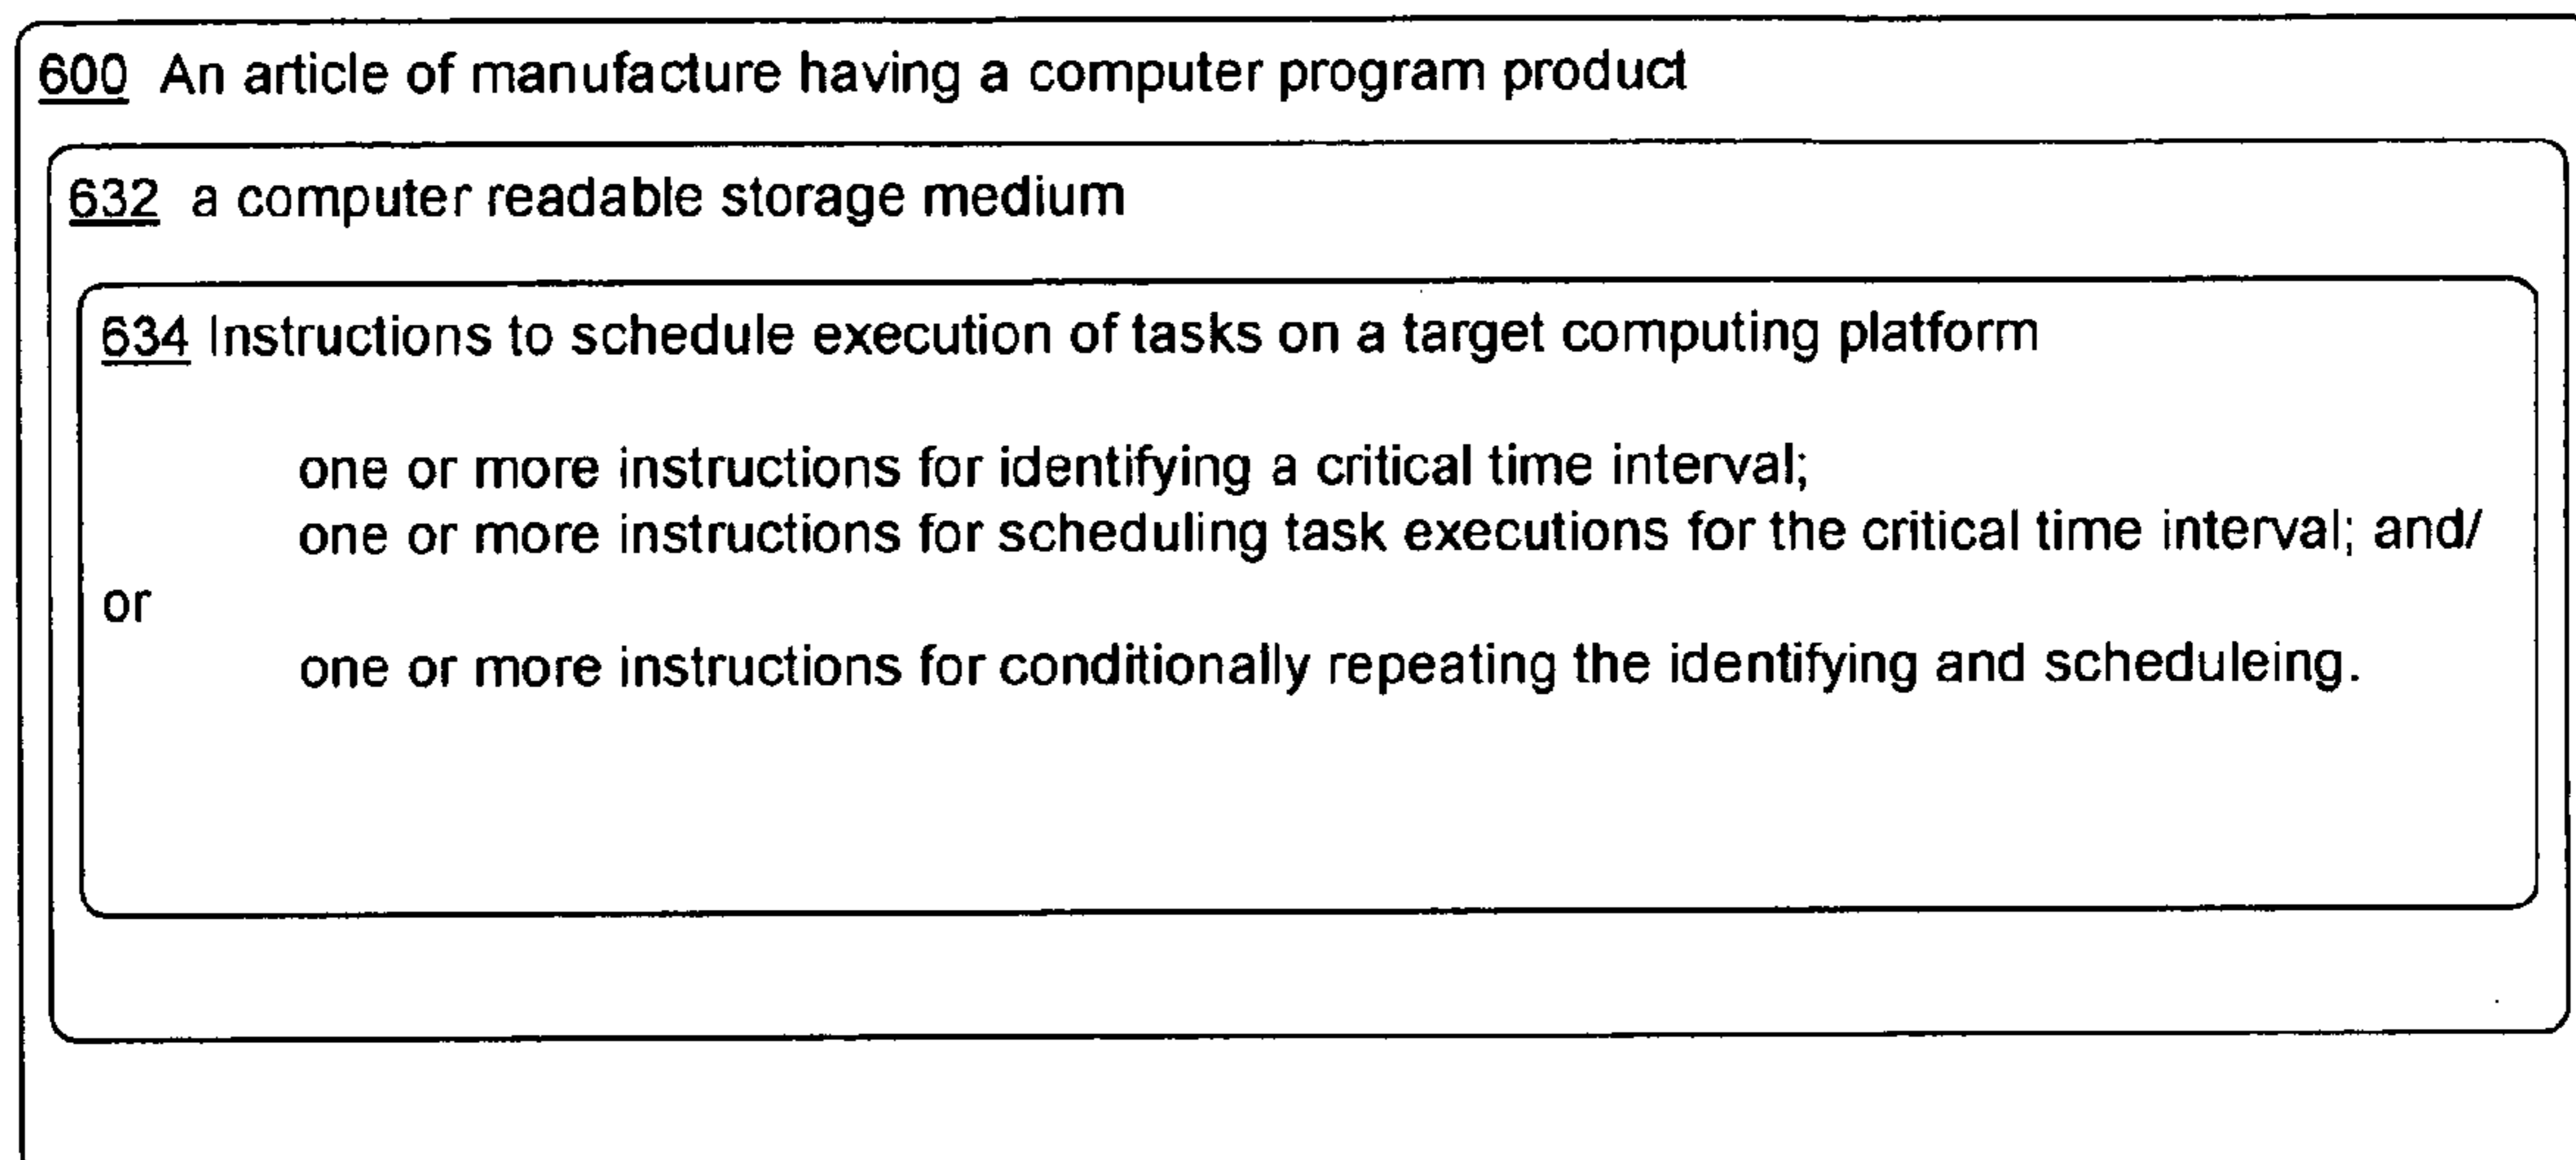 600 An article of manufacture having a computer program product
632 a computer readable storage medium
634 Instructions to schedule execution of tasks on a target computing platform
one or more instructions for identifying a critical time interval;
one or more instructions for scheduling task executions for the critical time interval; and/
or
one or more instructions for conditionally repeating the identifying and scheduleing.